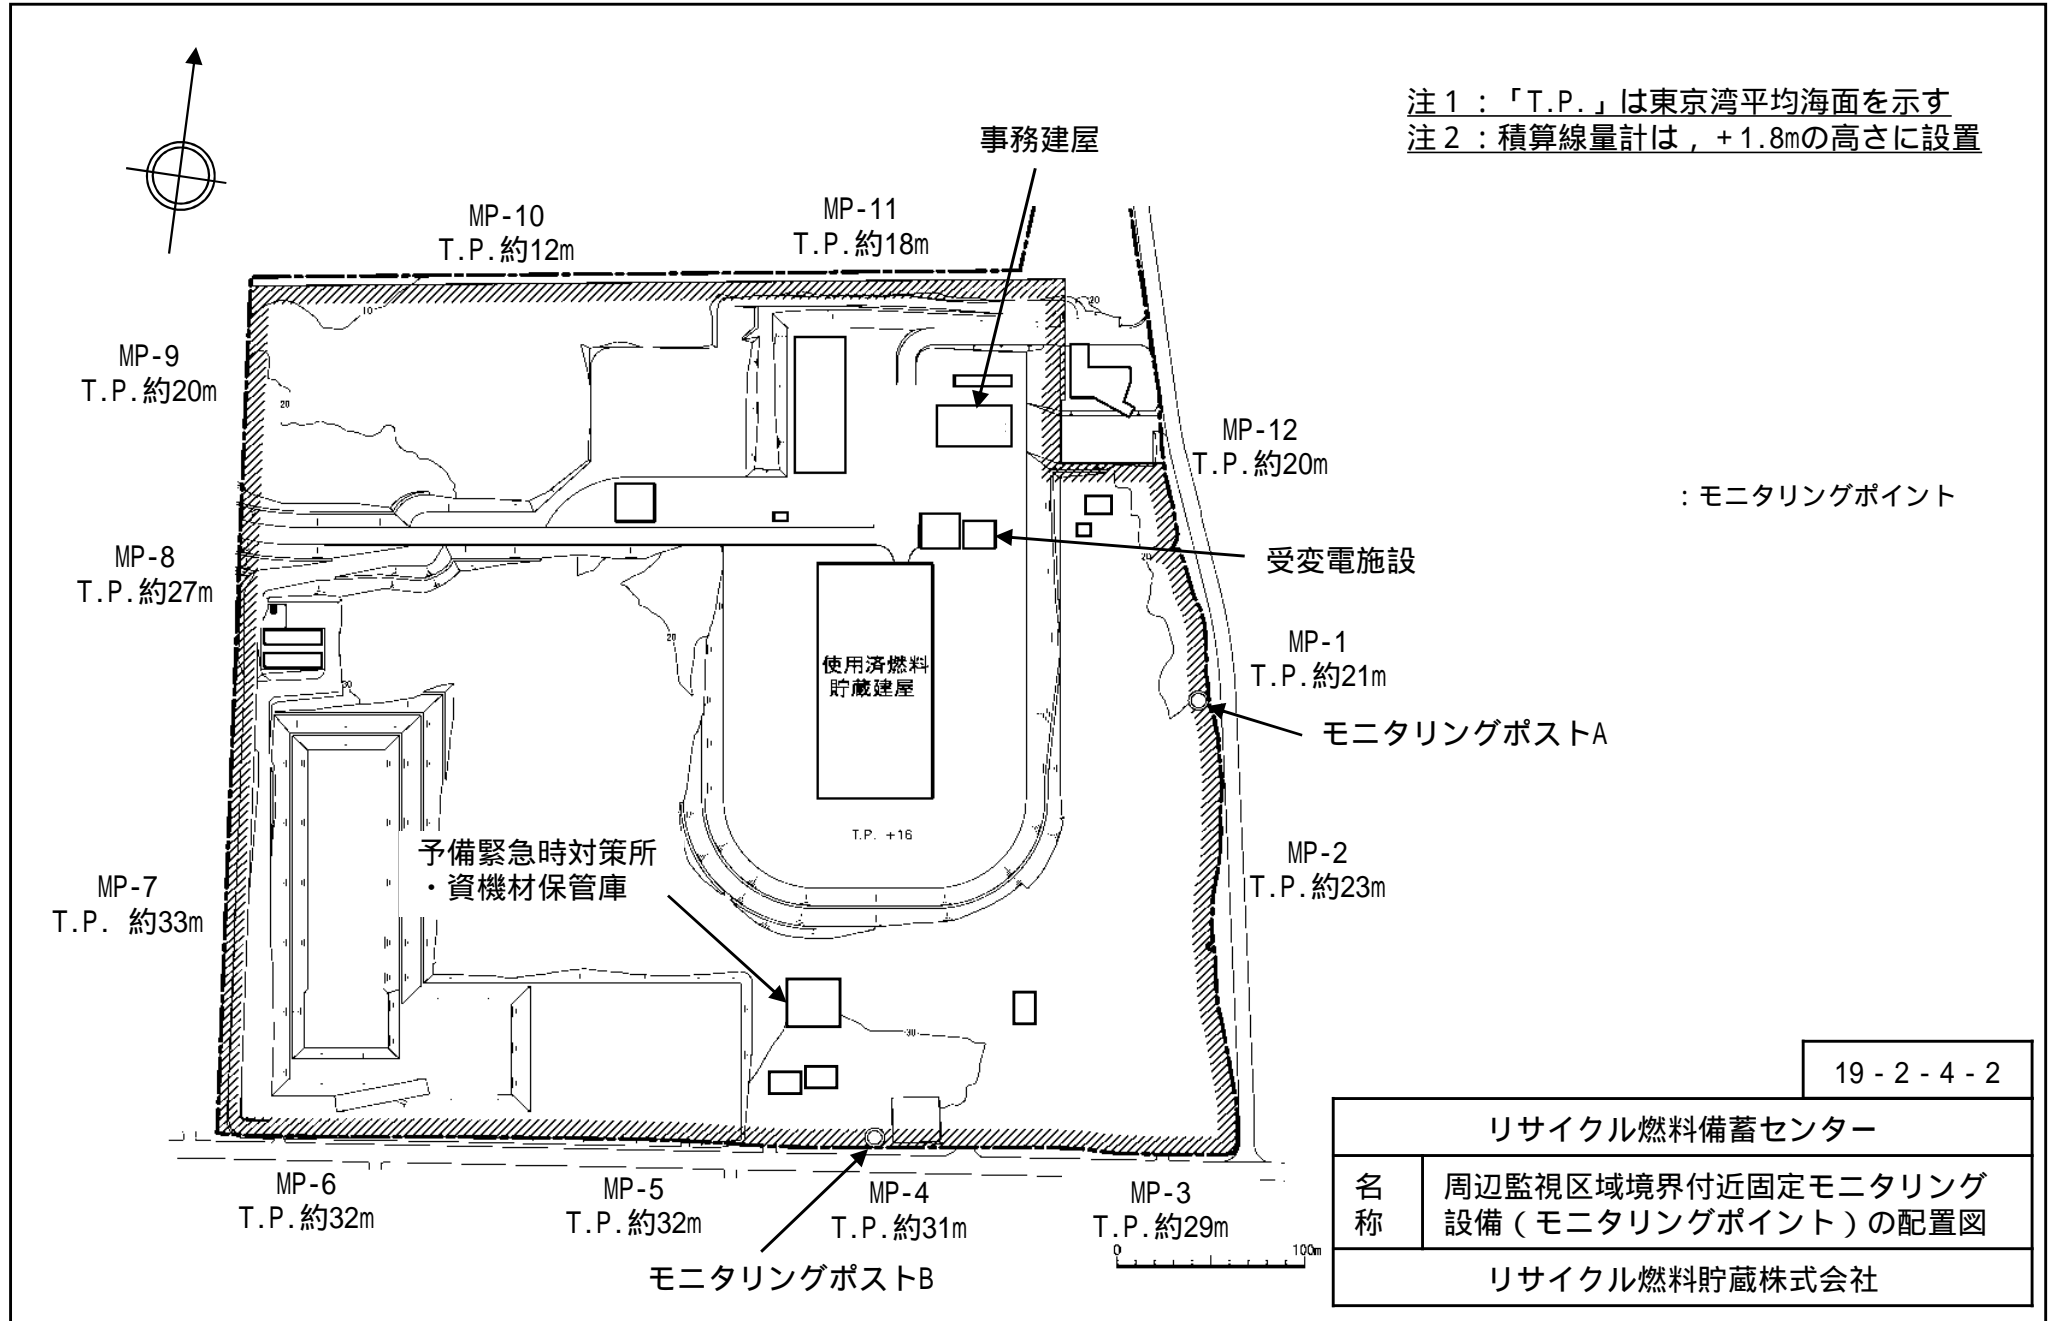 注1：「T.P.」は東京湾平均海面を示す
注2：積算線量計は，+1.8mの高さに設置
事務建屋
MP-10
T.P.約12m
MP-11
T.P.約18m
10
20
MP-9
T.P.約20m
20
MP-12
T.P.約20m
：モニタリングポイント
MP-8
T.P.約27m
受変電施設
20
20
使用済燃料
貯蔵建屋
MP-1
T.P.約21m
30
モニタリングポストA
T.P. +16
予備緊急時対策所
・資機材保管庫
MP-2
T.P.約23m
MP-7
T.P. 約33m
30
19-2-4-2
リサイクル燃料備蓄センター
名称
周辺監視区域境界付近固定モニタリング
設備（モニタリングポイント）の配置図
リサイクル燃料貯蔵株式会社
MP-6
T.P.約32m
MP-5
T.P.約32m
MP-4
T.P.約31m
MP-3
T.P.約29m
0
100m
モニタリングポストB